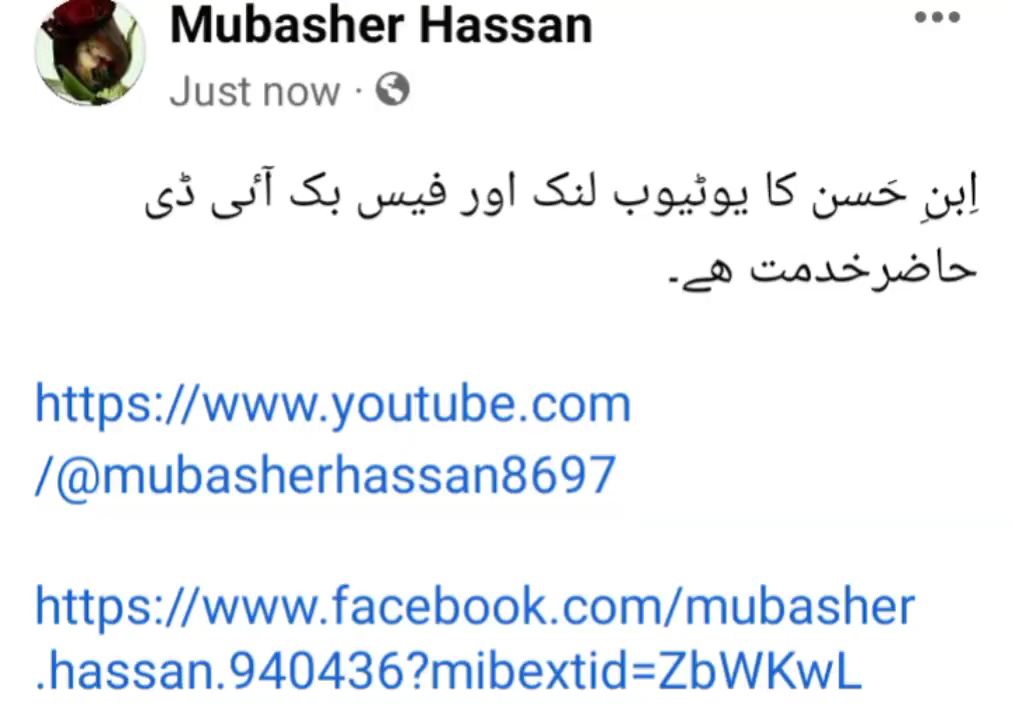 Mubasher Hassan
Just now ·
اِبنِ حَسن کا یوٹیوب لنک اور فیس بک آئی ڈی
حاضرخدمت ھے۔
https://www.youtube.com
/@mubasherhassan8697
https://www.facebook.com/mubasher
.hassan.940436?mibextid=ZbWKwL